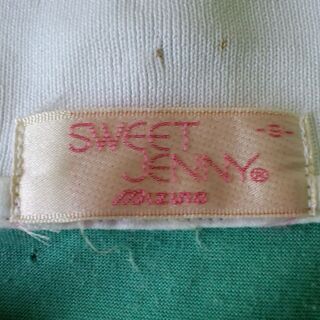 SWEET
JENNY®
Mizuno
-S-